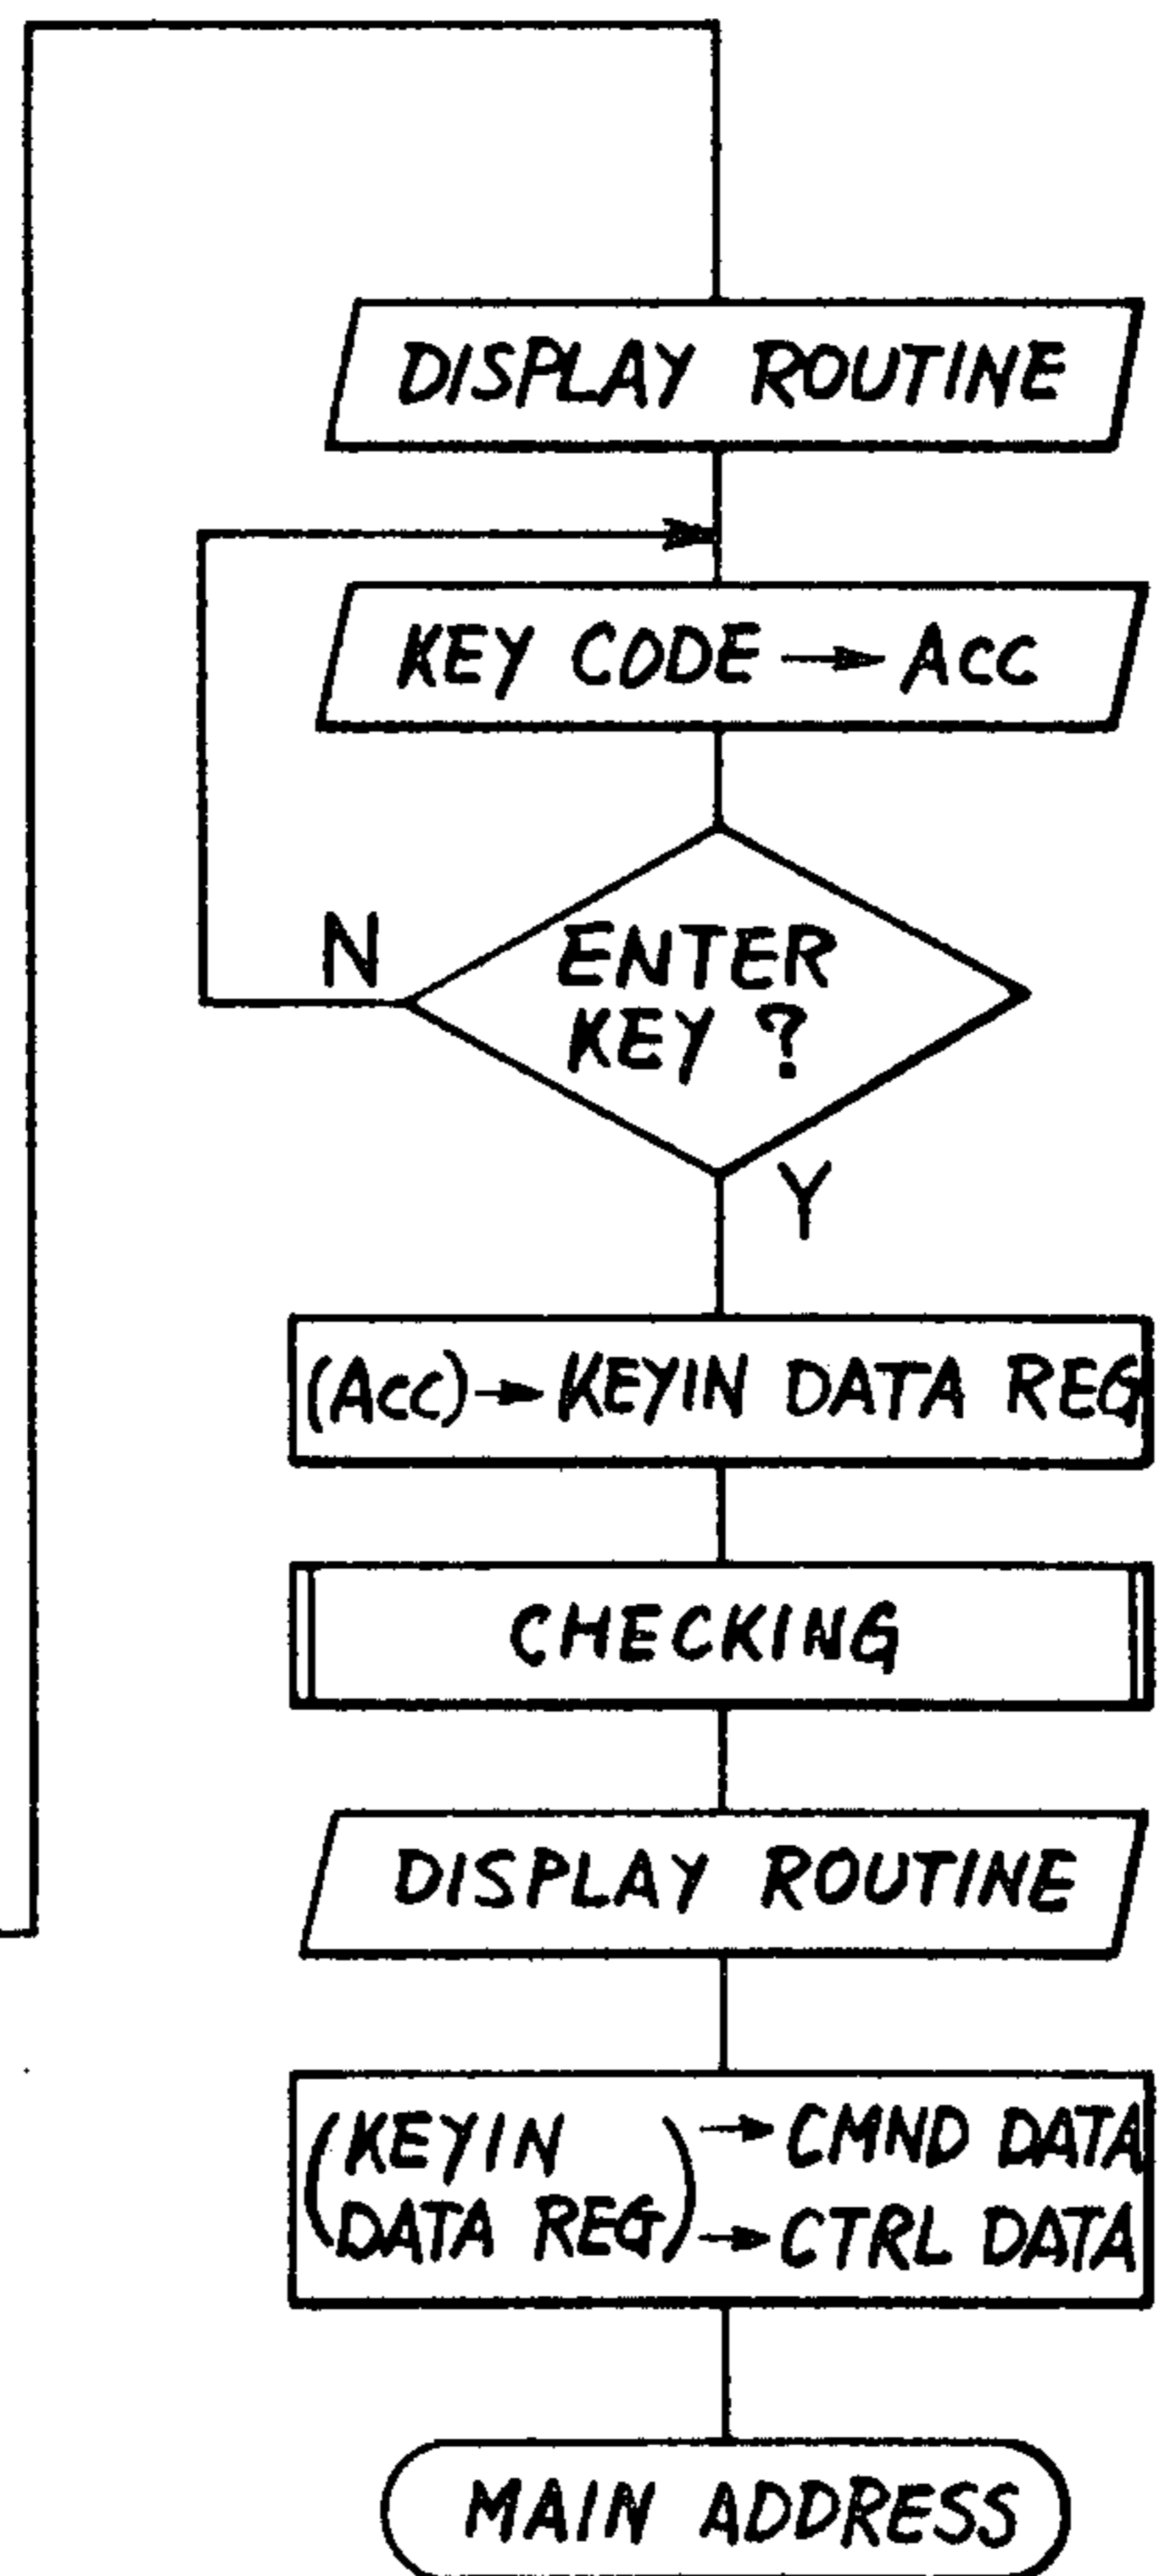 DISPLAY ROUTINE
KEY CODE → ACC
N
ENTER
KEY ?
Y
(ACC) → KEYIN DATA REG
CHECKING
DISPLAY ROUTINE
(KEYIN → CMND DATA
DATA REG) → CTRL DATA
MAIN ADDRESS